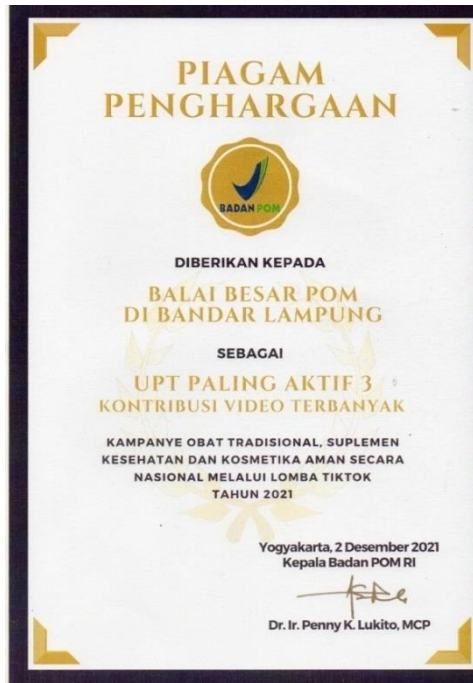 PIAGAM
PENGHARGAAN
BADAN POM
DIBERIKAN KEPADA
BALAI BESAR POM
DI BANDAR LAMPUNG
SEBAGAI
UPT PALING AKTIF 3
KONTRIBUSI VIDEO TERBANYAK
KAMPANYE OBAT TRADISIONAL, SUPLEMEN
KESEHATAN DAN KOSMETIKA AMAN SECARA
NASIONAL MELALUI LOMBA TIKTOK
TAHUN 2021
Yogyakarta, 2 Desember 2021
Kepala Badan POM RI
Dr. Ir. Penny K. Lukito, MCP